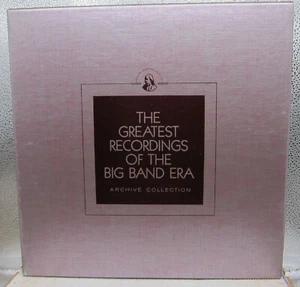 THE
GREATEST
RECORDINGS
OF THE
BIG BAND ERA
ARCHIVE COLLECTION